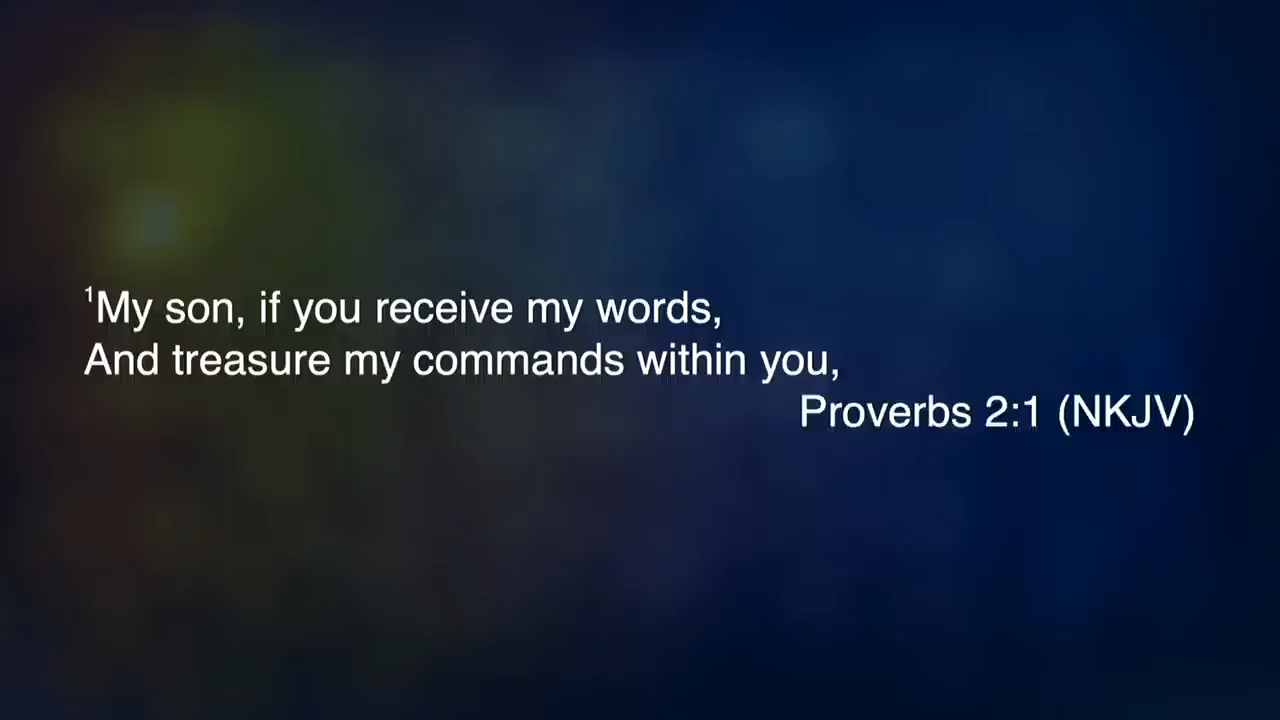 ¹My son, if you receive my words,
And treasure my commands within you,
Proverbs 2:1 (NKJV)